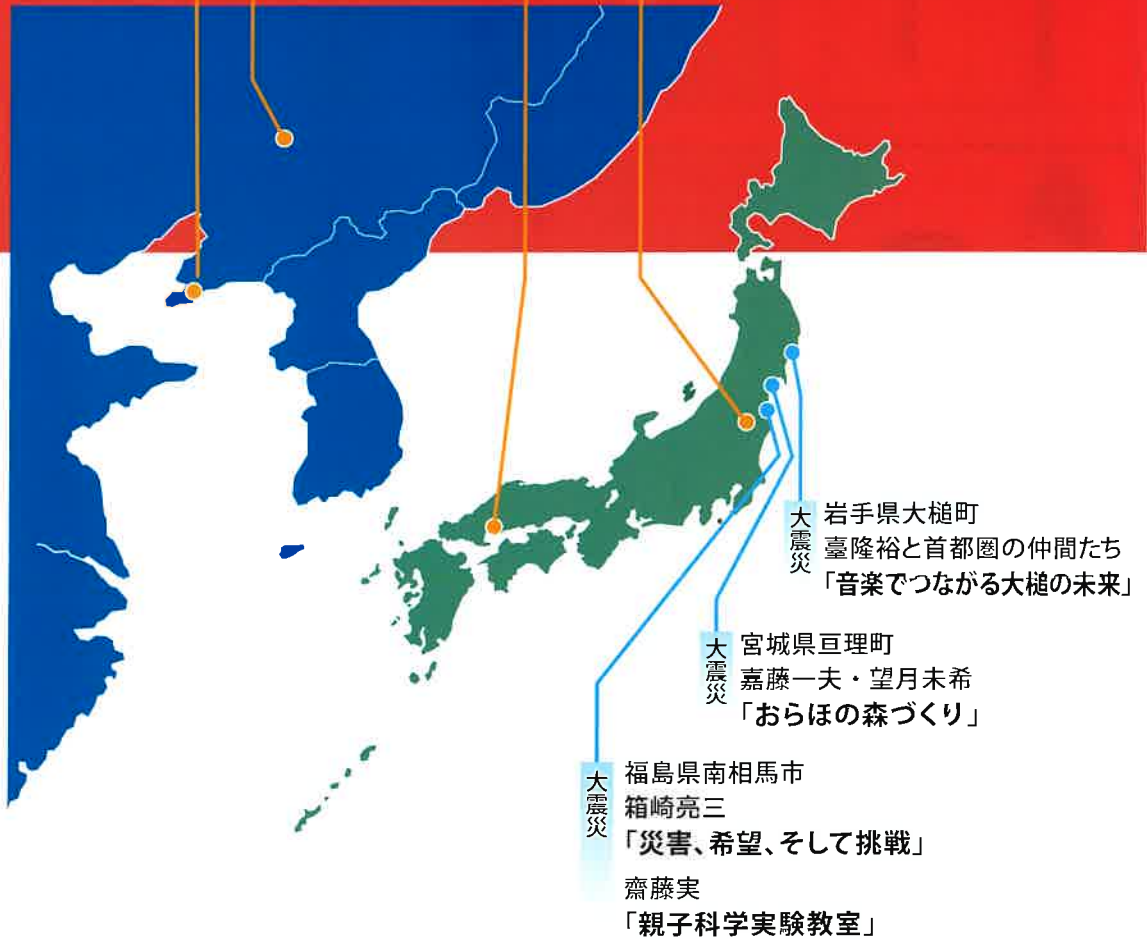 大震災
岩手県大槌町
臺隆裕と首都圏の仲間たち
「音楽でつながる大槌の未来」
大震災
宮城県亘理町
嘉藤一夫・望月未希
「おらほの森づくり」
大震災
福島県南相馬市
箱崎亮三
「災害、希望、そして挑戦」
齋藤実
「親子科学実験教室」